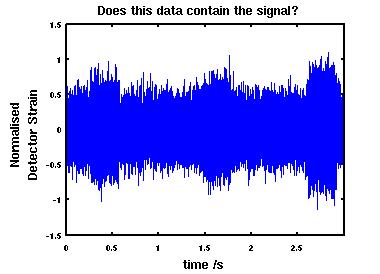 Does this data contain the signal?
1.5
1
0.5
0
-0.5
-1
-1.5
Normalised
Detector Strain
0 0.5 1 1.5 2 2.5
time /s